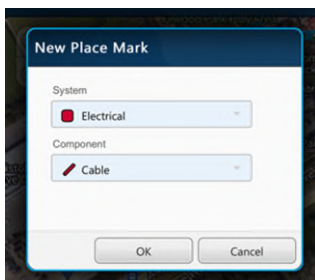 New Place Mark
System
Electrical
Component
Cable
OK
Cancel